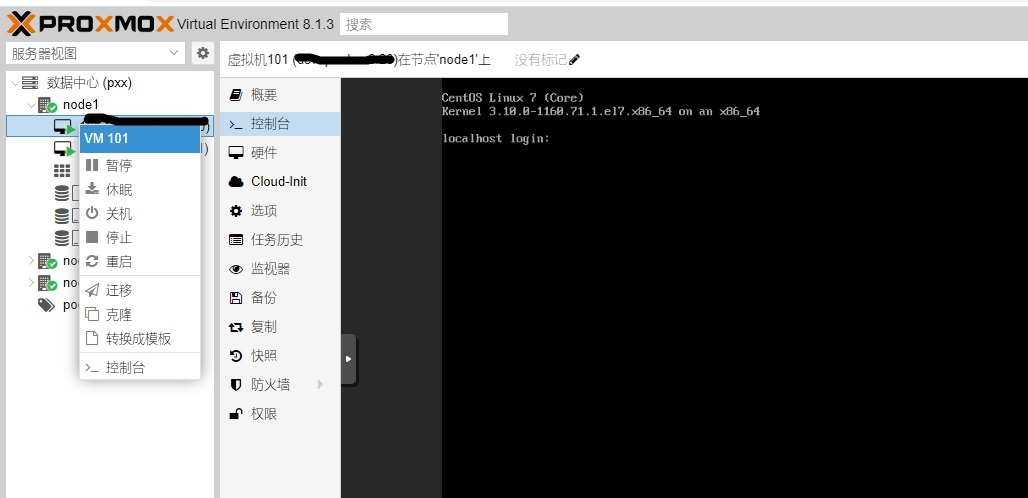 PROXMOX Virtual Environment 8.1.3 搜索
服务器视图
虚拟机101 ( )在节点'node1'上 没有标记
数据中心 (pxx)
node1
VM 101
暂停
休眠
关机
停止
重启
迁移
克隆
转换成模板
控制台
no
no
po
概要
控制台
硬件
Cloud-Init
选项
任务历史
监视器
备份
复制
快照
防火墙
权限
CentOS Linux 7 (Core)
Kernel 3.10.0-1160.71.1.el7.x86_64 on an x86_64
localhost login: